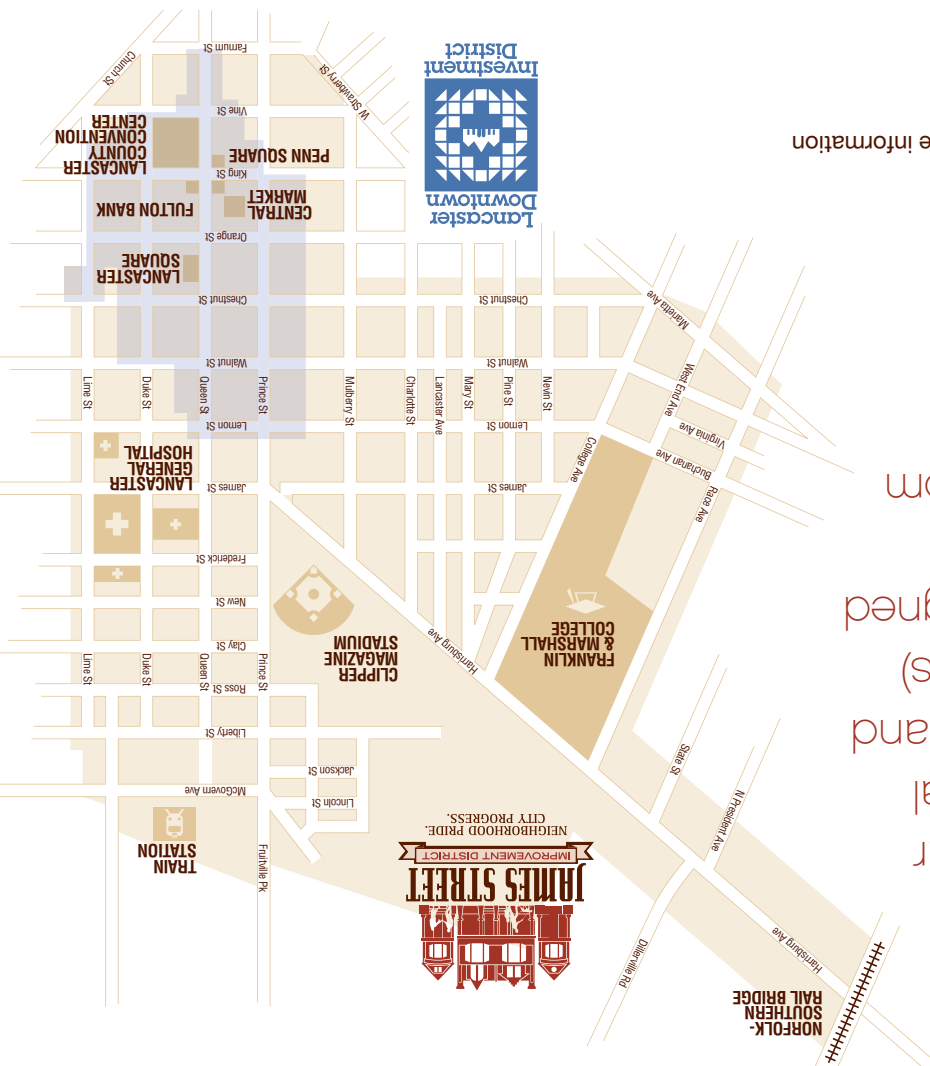 NORFOLK-
SOUTHERN
RAIL BRIDGE
Harrisburg Ave
Dillerville Rd
JAMES STREET
IMPROVEMENT DISTRICT
NEIGHBORHOOD PRIDE.
CITY PROGRESS.
Fruitville Pk
TRAIN
STATION
r
al
and
s)
gned
om
N President Ave
State St
Lincoln St
Jackson St
McGovern Ave
Liberty St
Ross St
Prince St
Queen St
Duke St
Lime St
Clay St
New St
Frederick St
FRANKLIN
& MARSHALL
COLLEGE
Harrisburg Ave
CLIPPER
MAGAZINE
STADIUM
Race Ave
Buchanan Ave
Virginia Ave
West End Ave
College Ave
James St
James St
LANCASTER
GENERAL
HOSPITAL
Lemon St
Lemon St
Nevin St
Pine St
Mary St
Lancaster Ave
Charlotte St
Mulberry St
Prince St
Queen St
Duke St
Lime St
Walnut St
Walnut St
Marietta Ave
Chestnut St
Chestnut St
LANCASTER
SQUARE
Orange St
CENTRAL
MARKET
FULTON BANK
King St
PENN SQUARE
LANCASTER
COUNTY
CONVENTION
CENTER
Vine St
W Strawberry St
Church St
Farnum St
Lancaster
Downtown
Investment
District
e information